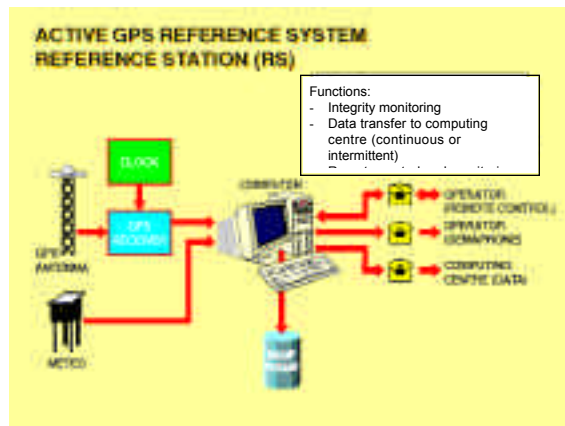 ACTIVE GPS REFERENCE SYSTEM
REFERENCE STATION (RS)
Functions:
- Integrity monitoring
- Data transfer to computing
centre (continuous or
intermittent)
CLOCK
COMPUTER
GPS
RECEIVER
OPERATOR
(REMOTE CONTROL)
OPERATOR
(SEMAPHONE)
GPS
ANTENNA
COMPUTING
CENTRE (DATA)
METEO